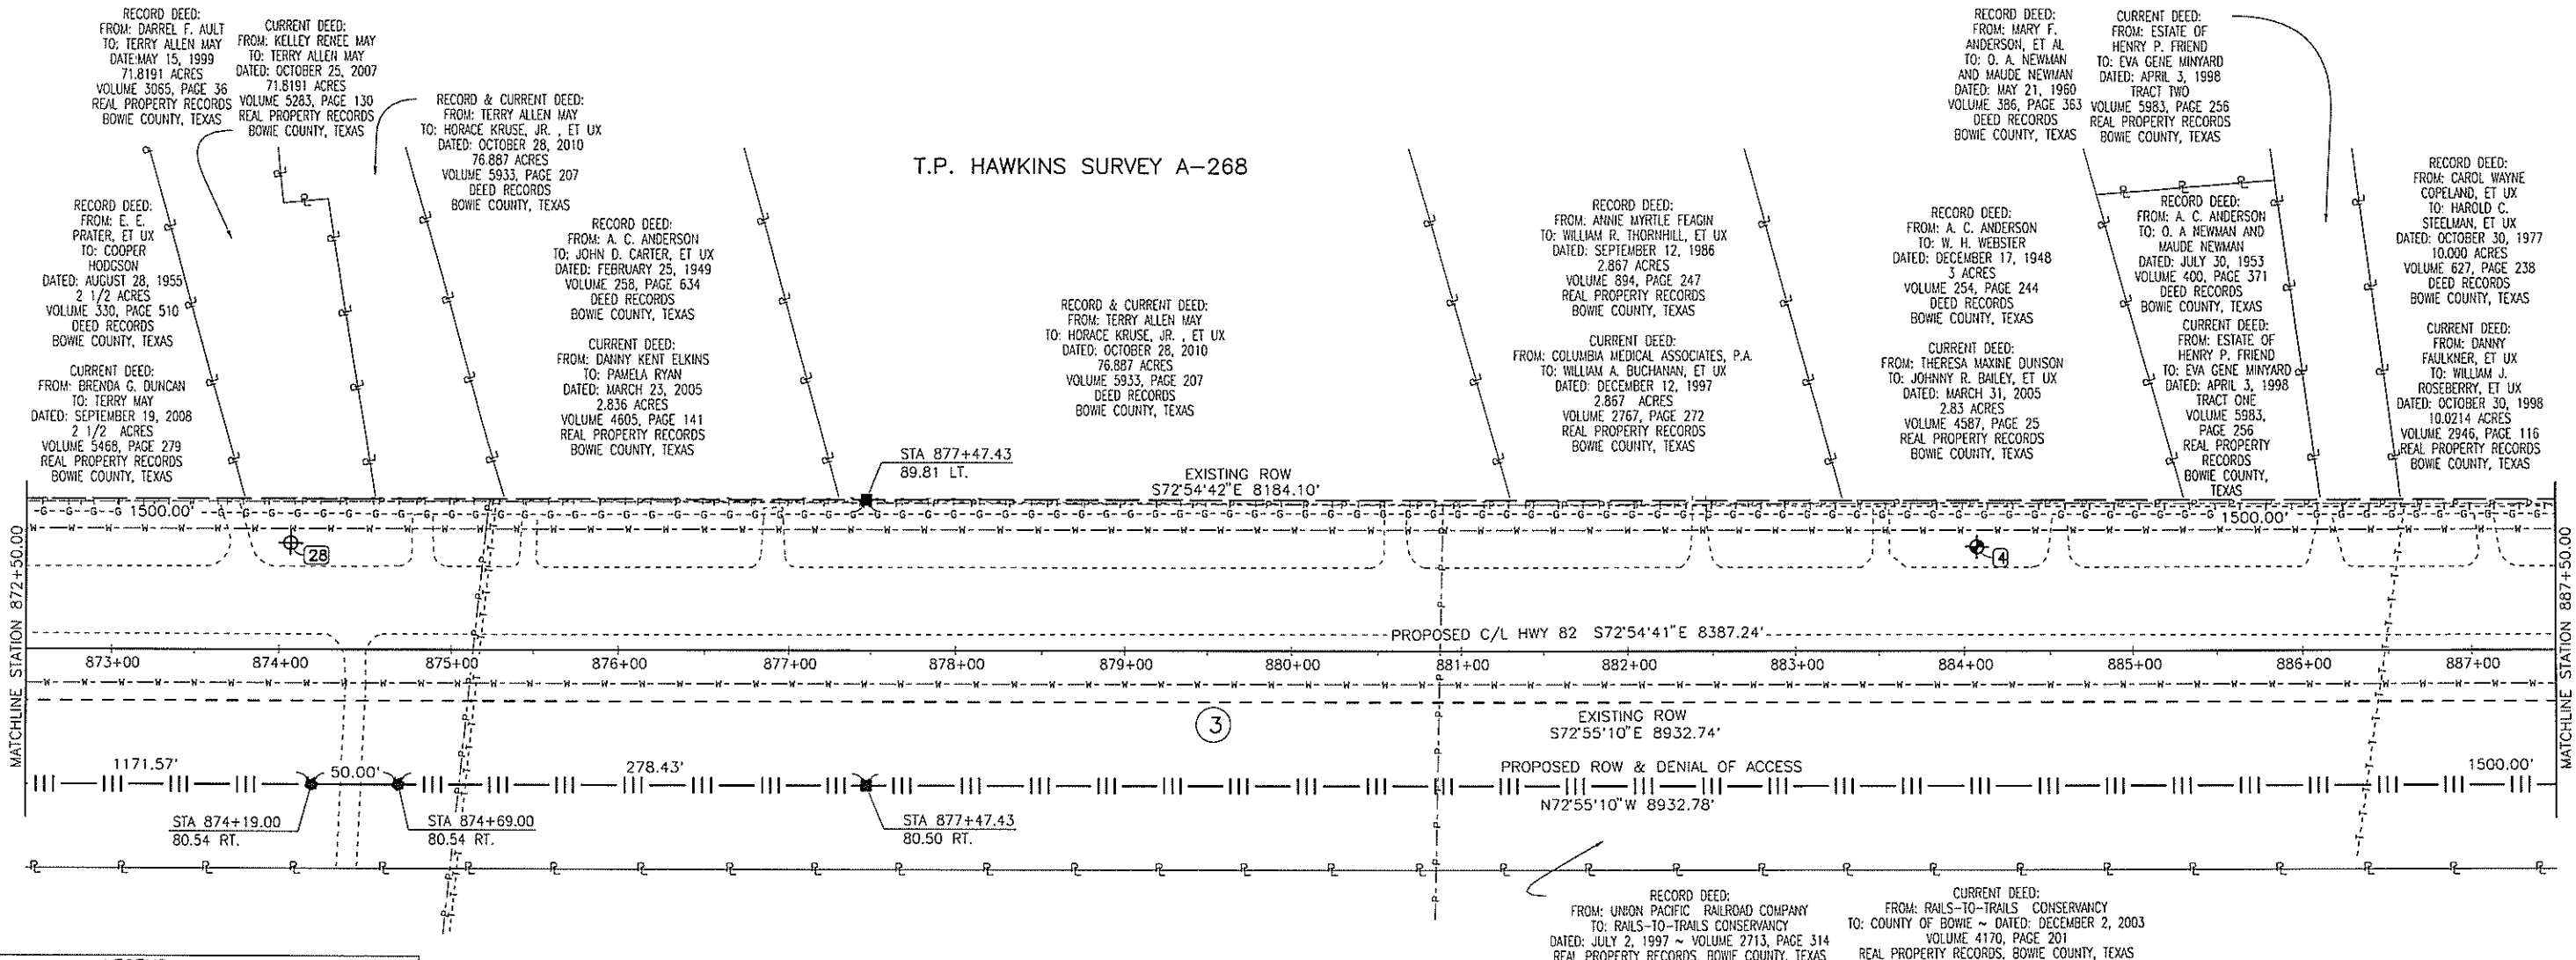 RECORD DEED:
FROM: DARREL F. AULT
TO: TERRY ALLEN MAY
DATE:MAY 15, 1999
71.8191 ACRES
VOLUME 3065, PAGE 36
REAL PROPERTY RECORDS
BOWIE COUNTY, TEXAS
CURRENT DEED:
FROM: KELLEY RENEE MAY
TO: TERRY ALLEN MAY
DATED: OCTOBER 25, 2007
71.8191 ACRES
VOLUME 5283, PAGE 130
REAL PROPERTY RECORDS
BOWIE COUNTY, TEXAS
RECORD & CURRENT DEED:
FROM: TERRY ALLEN MAY
TO: HORACE KRUSE, JR. , ET UX
DATED: OCTOBER 28, 2010
76.887 ACRES
VOLUME 5933, PAGE 207
DEED RECORDS
BOWIE COUNTY, TEXAS
T.P. HAWKINS SURVEY A-268
RECORD DEED:
FROM: MARY F.
ANDERSON, ET AL
TO: O. A. NEWMAN
AND MAUDE NEWMAN
DATED: MAY 21, 1960
VOLUME 386, PAGE 363
DEED RECORDS
BOWIE COUNTY, TEXAS
CURRENT DEED:
FROM: ESTATE OF
HENRY P. FRIEND
TO: EVA GENE MINYARD
DATED: APRIL 3, 1998
TRACT TWO
VOLUME 5983, PAGE 256
REAL PROPERTY RECORDS
BOWIE COUNTY, TEXAS
RECORD DEED:
FROM: E. E.
PRATER, ET UX
TO: COOPER
HODGSON
DATED: AUGUST 28, 1955
2 1/2 ACRES
VOLUME 330, PAGE 510
DEED RECORDS
BOWIE COUNTY, TEXAS
CURRENT DEED:
FROM: BRENDA G. DUNCAN
TO: TERRY MAY
DATED: SEPTEMBER 19, 2008
2 1/2 ACRES
VOLUME 5468, PAGE 279
REAL PROPERTY RECORDS
BOWIE COUNTY, TEXAS
RECORD DEED:
FROM: A. C. ANDERSON
TO: JOHN D. CARTER, ET UX
DATED: FEBRUARY 25, 1949
VOLUME 258, PAGE 634
DEED RECORDS
BOWIE COUNTY, TEXAS
CURRENT DEED:
FROM: DANNY KENT ELKINS
TO: PAMELA RYAN
DATED: MARCH 23, 2005
2.836 ACRES
VOLUME 4605, PAGE 141
REAL PROPERTY RECORDS
BOWIE COUNTY, TEXAS
RECORD & CURRENT DEED:
FROM: TERRY ALLEN MAY
TO: HORACE KRUSE, JR. , ET UX
DATED: OCTOBER 28, 2010
76.887 ACRES
VOLUME 5933, PAGE 207
DEED RECORDS
BOWIE COUNTY, TEXAS
RECORD DEED:
FROM: ANNIE MYRTLE FEAGIN
TO: WILLIAM R. THORNHILL, ET UX
DATED: SEPTEMBER 12, 1986
2.867 ACRES
VOLUME 894, PAGE 247
REAL PROPERTY RECORDS
BOWIE COUNTY, TEXAS
CURRENT DEED:
FROM: COLUMBIA MEDICAL ASSOCIATES, P.A.
TO: WILLIAM A. BUCHANAN, ET UX
DATED: DECEMBER 12, 1997
2.867 ACRES
VOLUME 2767, PAGE 272
REAL PROPERTY RECORDS
BOWIE COUNTY, TEXAS
RECORD DEED:
FROM: A. C. ANDERSON
TO: W. H. WEBSTER
DATED: DECEMBER 17, 1948
3 ACRES
VOLUME 254, PAGE 244
DEED RECORDS
BOWIE COUNTY, TEXAS
CURRENT DEED:
FROM: THERESA MAXINE DUNSON
TO: JOHNNY R. BAILEY, ET UX
DATED: MARCH 31, 2005
2.83 ACRES
VOLUME 4587, PAGE 25
REAL PROPERTY RECORDS
BOWIE COUNTY, TEXAS
RECORD DEED:
FROM: A. C. ANDERSON
TO: O. A NEWMAN AND
MAUDE NEWMAN
DATED: JULY 30, 1953
VOLUME 400, PAGE 371
DEED RECORDS
BOWIE COUNTY, TEXAS
CURRENT DEED:
FROM: ESTATE OF
HENRY P. FRIEND
TO: EVA GENE MINYARD
DATED: APRIL 3, 1998
TRACT ONE
VOLUME 5983,
PAGE 256
REAL PROPERTY
RECORDS
BOWIE COUNTY,
TEXAS
RECORD DEED:
FROM: CAROL WAYNE
COPELAND, ET UX
TO: HAROLD C.
STEELMAN, ET UX
DATED: OCTOBER 30, 1977
10.000 ACRES
VOLUME 627, PAGE 238
DEED RECORDS
BOWIE COUNTY, TEXAS
CURRENT DEED:
FROM: DANNY
FAULKNER, ET UX
TO: WILLIAM J.
ROSEBERRY, ET UX
DATED: OCTOBER 30, 1998
10.0214 ACRES
VOLUME 2946, PAGE 116
REAL PROPERTY RECORDS
BOWIE COUNTY, TEXAS
STA 877+47.43
89.81 LT.
EXISTING ROW
S72°54'42"E 8184.10'
1500.00'
1500.00'
28
4
MATCHLINE STATION 872+50.00
MATCHLINE STATION 887+50.00
PROPOSED C/L HWY 82 S72°54'41"E 8387.24'
873+00 874+00 875+00 876+00 877+00 878+00 879+00 880+00 881+00 882+00 883+00 884+00 885+00 886+00 887+00
3
EXISTING ROW
S72°55'10"E 8932.74'
1171.57' 50.00' 278.43'
PROPOSED ROW & DENIAL OF ACCESS
1500.00'
N72°55'10"W 8932.78'
STA 874+19.00
80.54 RT.
STA 874+69.00
80.54 RT.
STA 877+47.43
80.50 RT.
RECORD DEED:
FROM: UNION PACIFIC RAILROAD COMPANY
TO: RAILS-TO-TRAILS CONSERVANCY
DATED: JULY 2, 1997 ~ VOLUME 2713, PAGE 314
REAL PROPERTY RECORDS, BOWIE COUNTY, TEXAS
CURRENT DEED:
FROM: RAILS-TO-TRAILS CONSERVANCY
TO: COUNTY OF BOWIE ~ DATED: DECEMBER 2, 2003
VOLUME 4170, PAGE 201
REAL PROPERTY RECORDS, BOWIE COUNTY, TEXAS